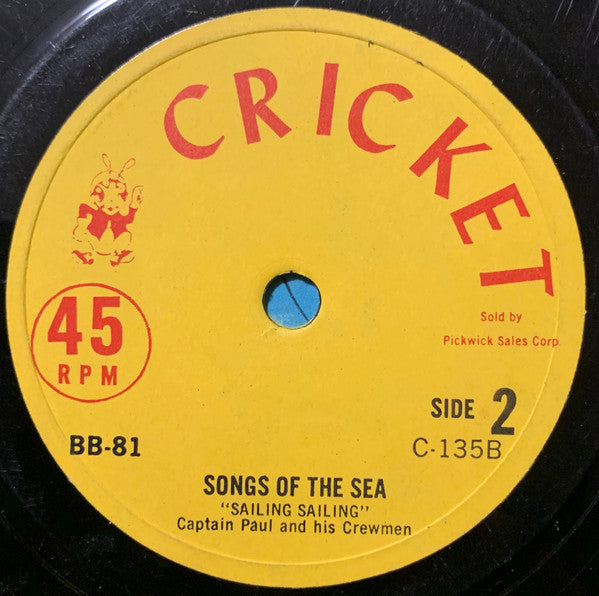 CRICKET
45
RPM
Sold by
Pickwick Sales Corp.
SIDE 2
BB-81
C-135B
SONGS OF THE SEA
"SAILING SAILING"
Captain Paul and his Crewmen